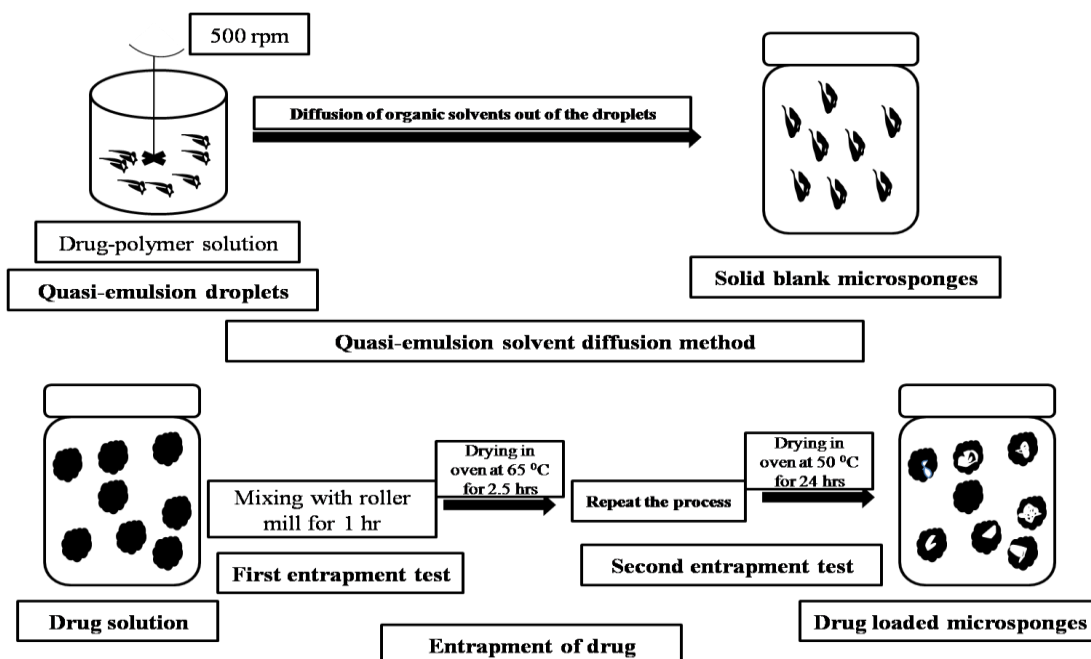 500 rpm
Diffusion of organic solvents out of the droplets
Drug-polymer solution
Quasi-emulsion droplets
Solid blank microsponges
Quasi-emulsion solvent diffusion method
Mixing with roller
mill for 1 hr
Drying in
oven at 65 ⁰C
for 2.5 hrs
Repeat the process
Drying in
oven at 50 ⁰C
for 24 hrs
First entrapment test
Second entrapment test
Drug solution
Drug loaded microsponges
Entrapment of drug